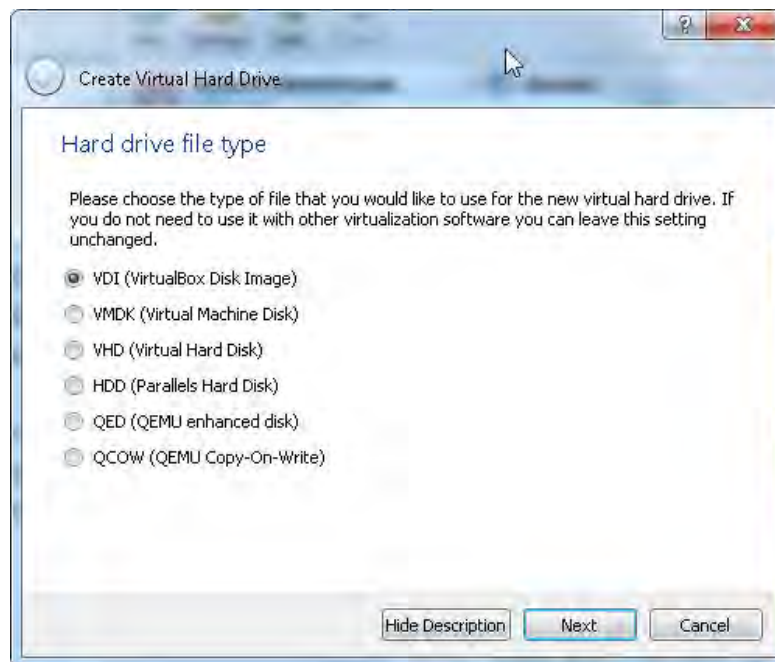 Create Virtual Hard Drive
Hard drive file type
Please choose the type of file that you would like to use for the new virtual hard drive. If
you do not need to use it with other virtualization software you can leave this setting
unchanged.
VDI (VirtualBox Disk Image)
VMDK (Virtual Machine Disk)
VHD (Virtual Hard Disk)
HDD (Parallels Hard Disk)
QED (QEMU enhanced disk)
QCOW (QEMU Copy-On-Write)
Hide Description Next Cancel